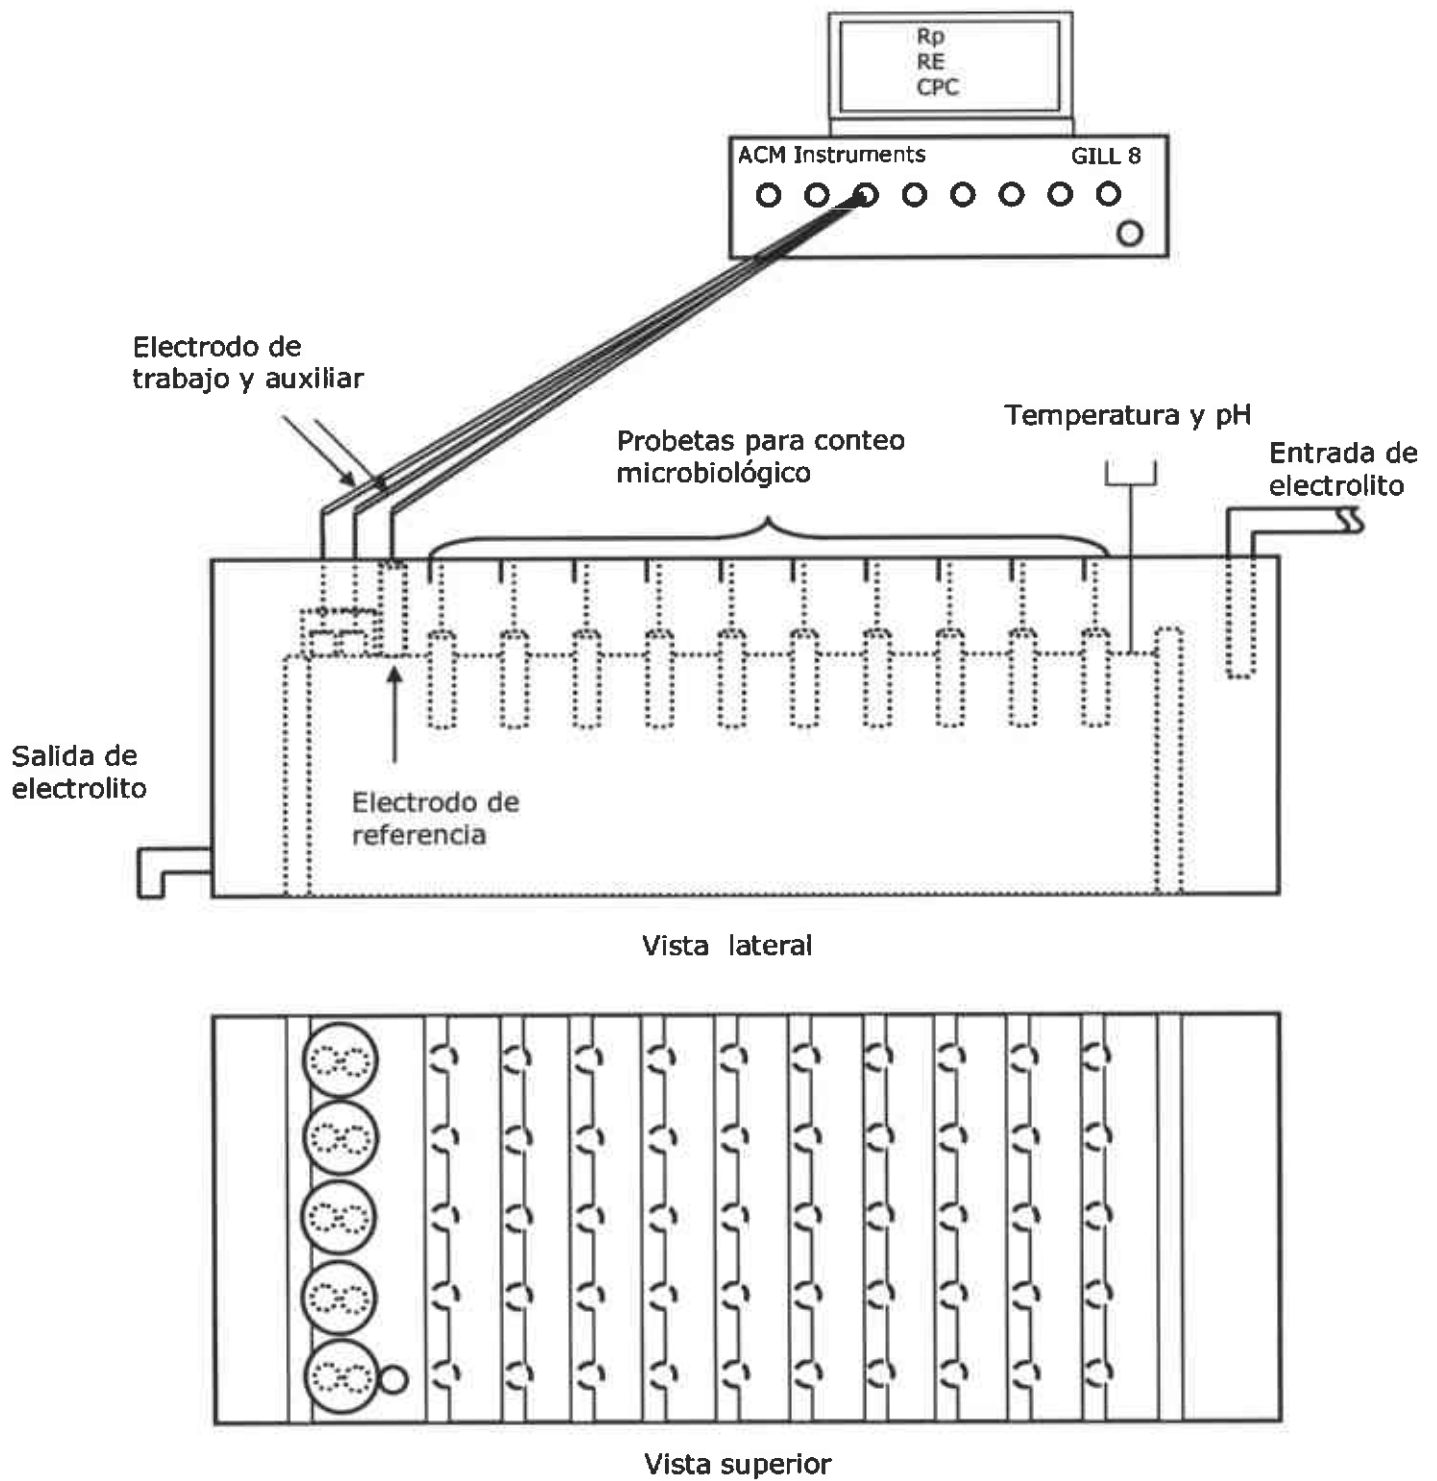 Rp
RE
CPC
ACM Instruments
GILL 8
Electrodo de
trabajo y auxiliar
Probetas para conteo
microbiológico
Temperatura y pH
Entrada de
electrolito
Salida de
electrolito
Electrodo de
referencia
Vista lateral
Vista superior